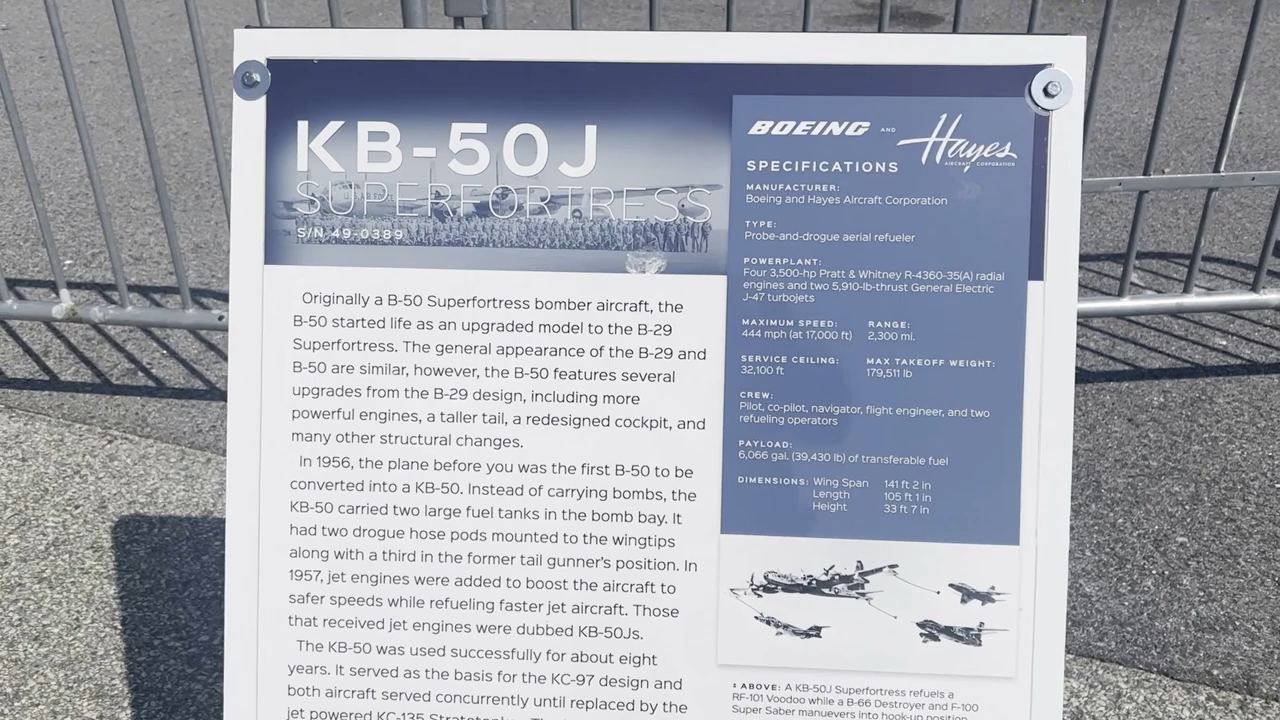 KB-50J
SUPERFORTRESS
S/N 49-0389
Originally a B-50 Superfortress bomber aircraft, the
B-50 started life as an upgraded model to the B-29
Superfortress. The general appearance of the B-29 and
B-50 are similar, however, the B-50 features several
upgrades from the B-29 design, including more
powerful engines, a taller tail, a redesigned cockpit, and
many other structural changes.
In 1956, the plane before you was the first B-50 to be
converted into a KB-50. Instead of carrying bombs, the
KB-50 carried two large fuel tanks in the bomb bay. It
had two drogue hose pods mounted to the wingtips
along with a third in the former tail gunner's position. In
1957, jet engines were added to boost the aircraft to
safer speeds while refueling faster jet aircraft. Those
that received jet engines were dubbed KB-50Js.
The KB-50 was used successfully for about eight
years. It served as the basis for the KC-97 design and
both aircraft served concurrently until replaced by the
jet powered KC-135
BOEING AND Hayes
AIRCRAFT CORPORATION
SPECIFICATIONS
MANUFACTURER:
Boeing and Hayes Aircraft Corporation
TYPE:
Probe-and-drogue aerial refueler
POWERPLANT:
Four 3,500-hp Pratt & Whitney R-4360-35(A) radial
engines and two 5,910-lb-thrust General Electric
J-47 turbojets
MAXIMUM SPEED: RANGE:
444 mph (at 17,000 ft) 2,300 mi.
SERVICE CEILING: MAX TAKEOFF WEIGHT:
32,100 ft 179,511 lb
CREW:
Pilot, co-pilot, navigator, flight engineer, and two
refueling operators
PAYLOAD:
6,066 gal. (39,430 lb) of transferable fuel
DIMENSIONS: Wing Span 141 ft 2 in
Length 105 ft 1 in
Height 33 ft 7 in
ABOVE: A KB-50J Superfortress refuels a
RF-101 Voodoo while a B-66 Destroyer and F-100
Super Saber manuevers into hook-up position